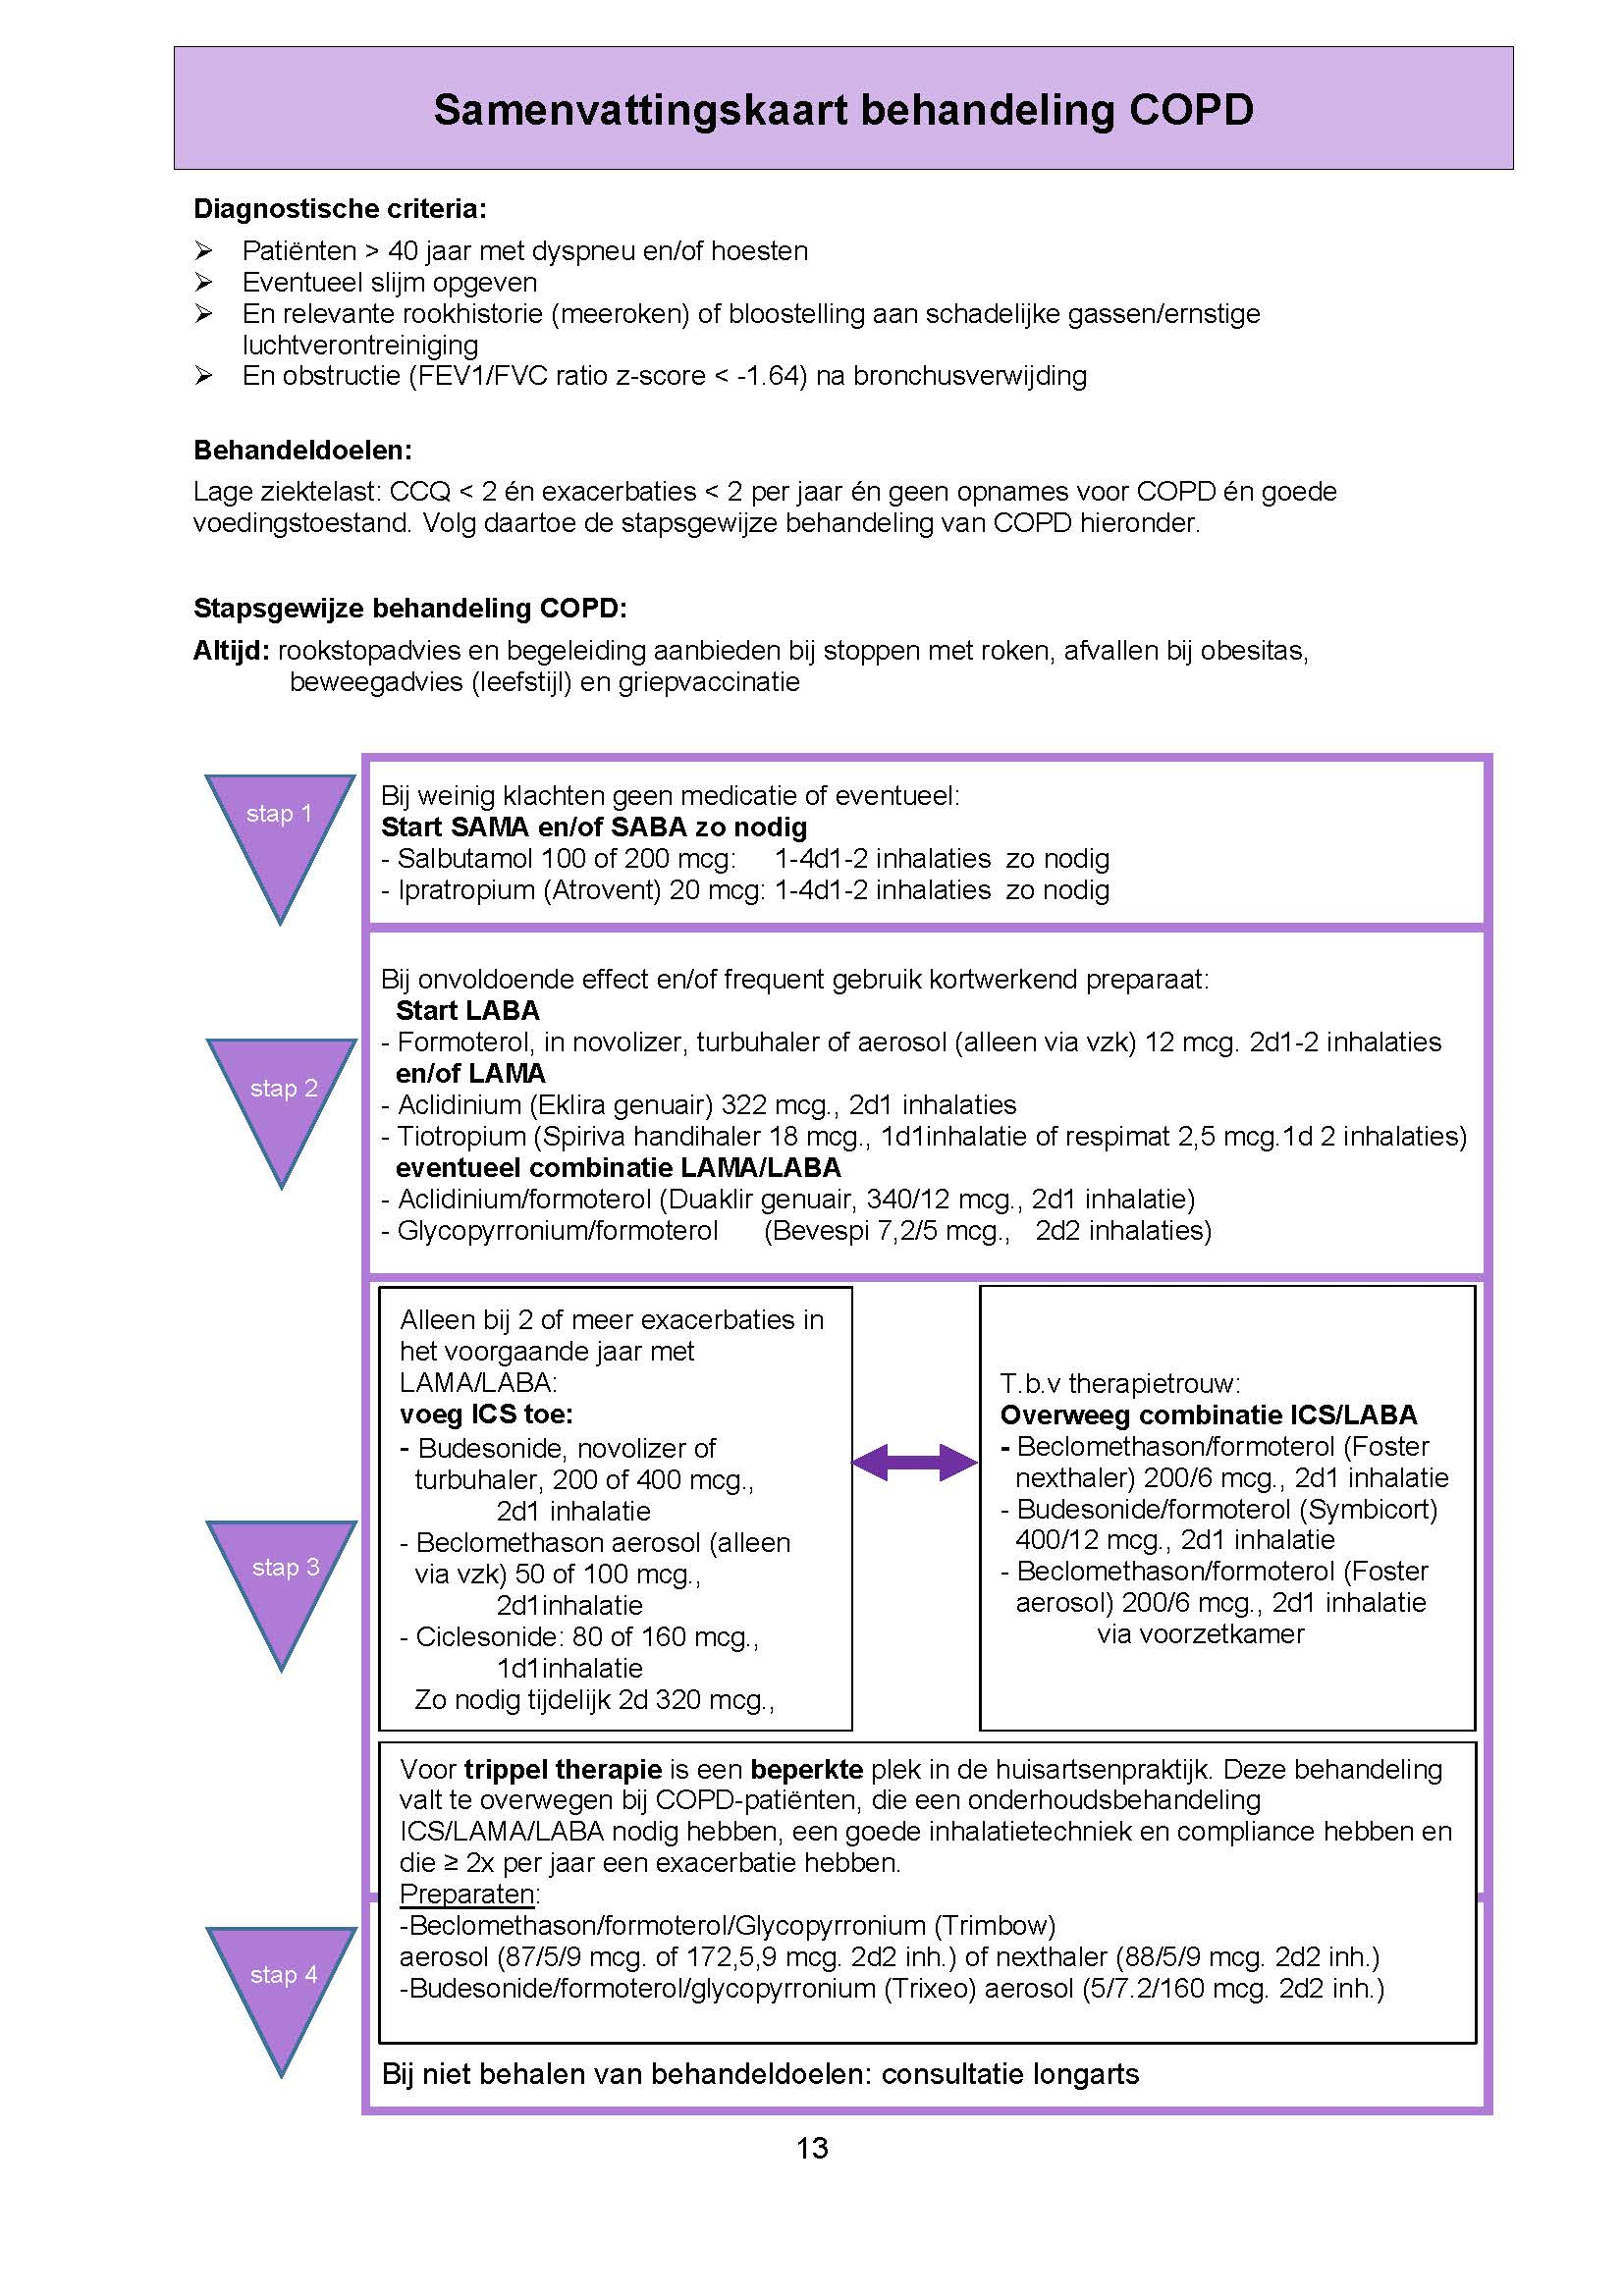 Samenvattingskaart behandeling COPD
Diagnostische criteria:
➢ Patiënten > 40 jaar met dyspneu en/of hoesten
➢ Eventueel slijm opgeven
➢ En relevante rookhistorie (meeroken) of bloostelling aan schadelijke gassen/ernstige
luchtverontreiniging
➢ En obstructie (FEV1/FVC ratio z-score < -1.64) na bronchusverwijding
Behandeldoelen:
Lage ziektelast: CCQ < 2 én exacerbaties < 2 per jaar én geen opnames voor COPD én goede
voedingstoestand. Volg daartoe de stapsgewijze behandeling van COPD hieronder.
Stapsgewijze behandeling COPD:
Altijd: rookstopadvies en begeleiding aanbieden bij stoppen met roken, afvallen bij obesitas,
beweegadvies (leefstijl) en griepvaccinatie
stap 1
Bij weinig klachten geen medicatie of eventueel:
Start SAMA en/of SABA zo nodig
- Salbutamol 100 of 200 mcg: 1-4d1-2 inhalaties zo nodig
- Ipratropium (Atrovent) 20 mcg: 1-4d1-2 inhalaties zo nodig
stap 2
Bij onvoldoende effect en/of frequent gebruik kortwerkend preparaat:
Start LABA
- Formoterol, in novolizer, turbuhaler of aerosol (alleen via vzk) 12 mcg. 2d1-2 inhalaties
en/of LAMA
- Aclidinium (Eklira genuair) 322 mcg., 2d1 inhalaties
- Tiotropium (Spiriva handihaler 18 mcg., 1d1inhalatie of respimat 2,5 mcg.1d 2 inhalaties)
eventueel combinatie LAMA/LABA
- Aclidinium/formoterol (Duaklir genuair, 340/12 mcg., 2d1 inhalatie)
- Glycopyrronium/formoterol (Bevespi 7,2/5 mcg., 2d2 inhalaties)
stap 3
Alleen bij 2 of meer exacerbaties in
het voorgaande jaar met
LAMA/LABA:
voeg ICS toe:
- Budesonide, novolizer of
turbuhaler, 200 of 400 mcg.,
2d1 inhalatie
- Beclomethason aerosol (alleen
via vzk) 50 of 100 mcg.,
2d1inhalatie
- Ciclesonide: 80 of 160 mcg.,
1d1inhalatie
Zo nodig tijdelijk 2d 320 mcg.,
T.b.v therapietrouw:
Overweeg combinatie ICS/LABA
- Beclomethason/formoterol (Foster
nexthaler) 200/6 mcg., 2d1 inhalatie
- Budesonide/formoterol (Symbicort)
400/12 mcg., 2d1 inhalatie
- Beclomethason/formoterol (Foster
aerosol) 200/6 mcg., 2d1 inhalatie
via voorzetkamer
Voor trippel therapie is een beperkte plek in de huisartsenpraktijk. Deze behandeling
valt te overwegen bij COPD-patiënten, die een onderhoudsbehandeling
ICS/LAMA/LABA nodig hebben, een goede inhalatietechniek en compliance hebben en
die ≥ 2x per jaar een exacerbatie hebben.
Preparaten:
-Beclomethason/formoterol/Glycopyrronium (Trimbow)
aerosol (87/5/9 mcg. of 172,5,9 mcg. 2d2 inh.) of nexthaler (88/5/9 mcg. 2d2 inh.)
-Budesonide/formoterol/glycopyrronium (Trixeo) aerosol (5/7.2/160 mcg. 2d2 inh.)
stap 4
Bij niet behalen van behandeldoelen: consultatie longarts
13